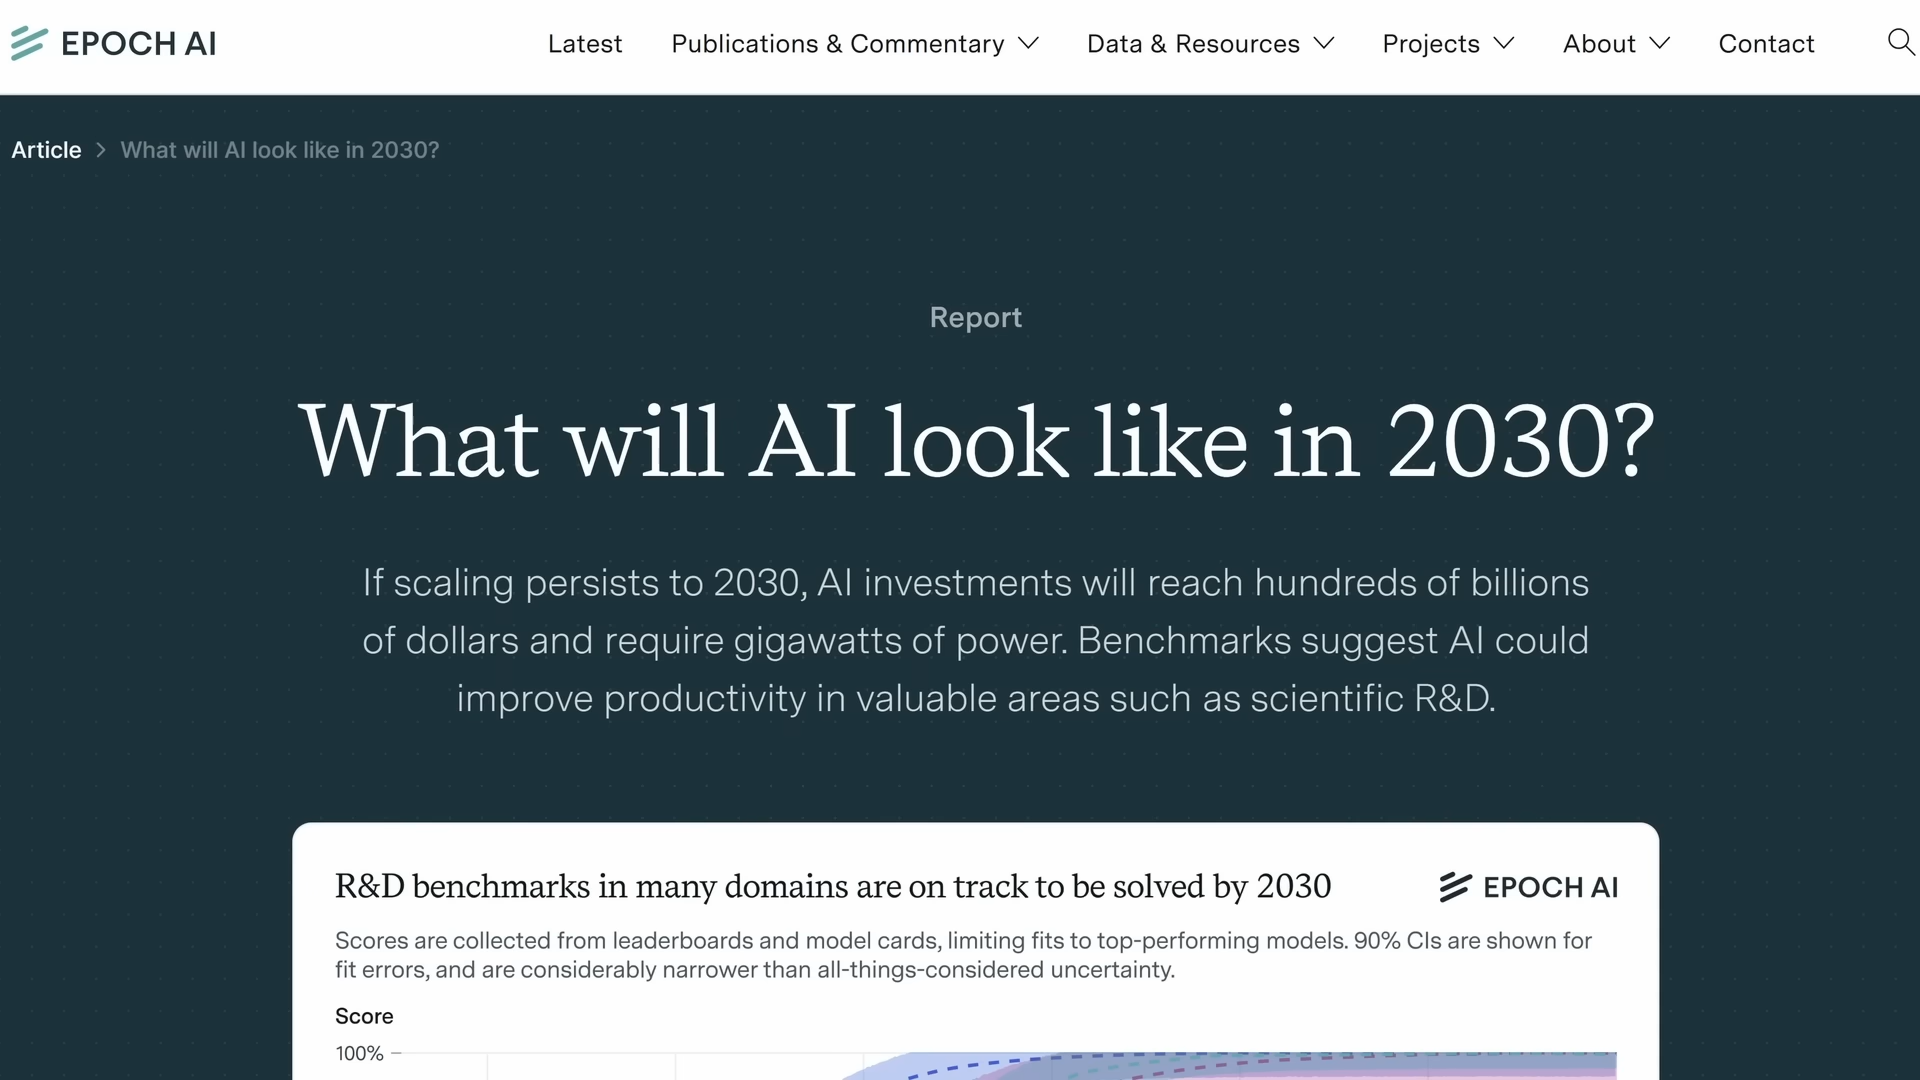 EPOCH AI
Latest
Publications & Commentary
Data & Resources
Projects
About
Contact
Article > What will AI look like in 2030?
Report
What will AI look like in 2030?
If scaling persists to 2030, AI investments will reach hundreds of billions
of dollars and require gigawatts of power. Benchmarks suggest AI could
improve productivity in valuable areas such as scientific R&D.
R&D benchmarks in many domains are on track to be solved by 2030
EPOCH AI
Scores are collected from leaderboards and model cards, limiting fits to top-performing models. 90% CIs are shown for
fit errors, and are considerably narrower than all-things-considered uncertainty.
Score
100%